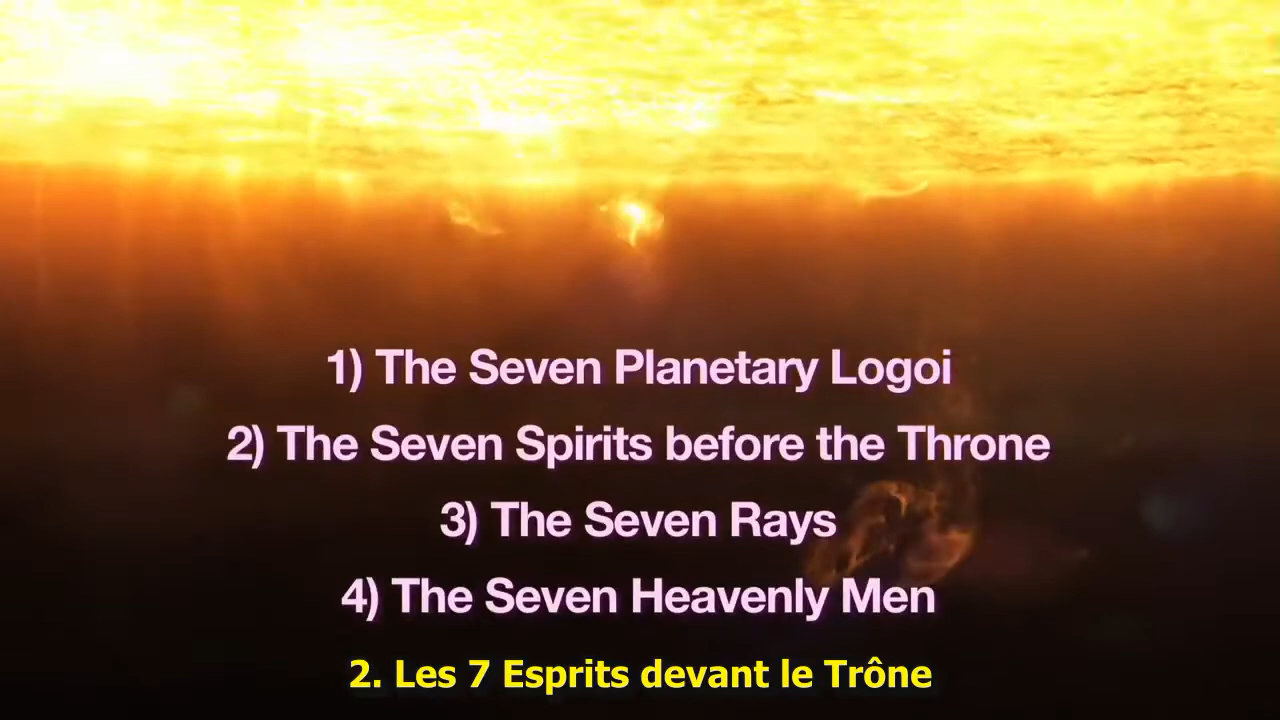 1) The Seven Planetary Logoi
2) The Seven Spirits before the Throne
3) The Seven Rays
4) The Seven Heavenly Men
2. Les 7 Esprits devant le Trône